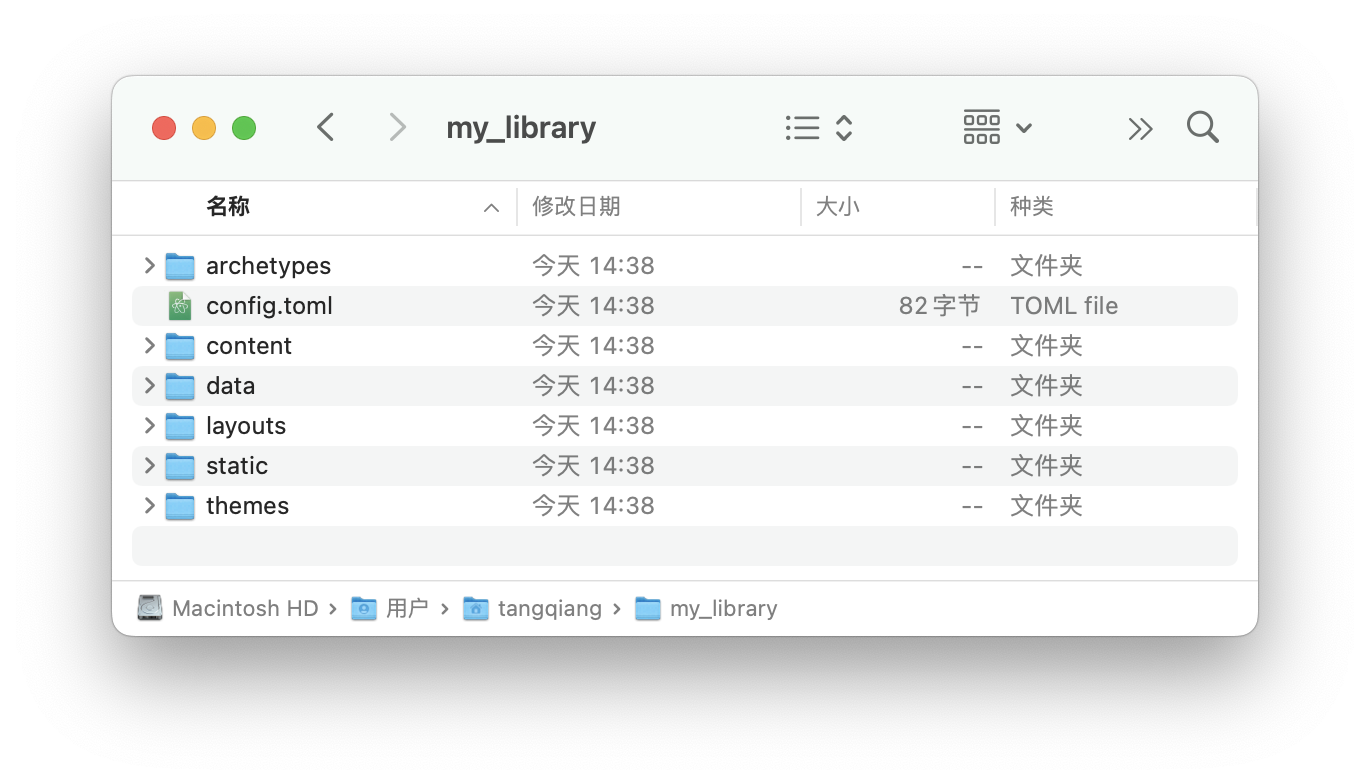 my_library
名称 修改日期 大小 种类
archetypes 今天 14:38 -- 文件夹
config.toml 今天 14:38 82 字节 TOML file
content 今天 14:38 -- 文件夹
data 今天 14:38 -- 文件夹
layouts 今天 14:38 -- 文件夹
static 今天 14:38 -- 文件夹
themes 今天 14:38 -- 文件夹
Macintosh HD › 用户 › tangqiang › my_library